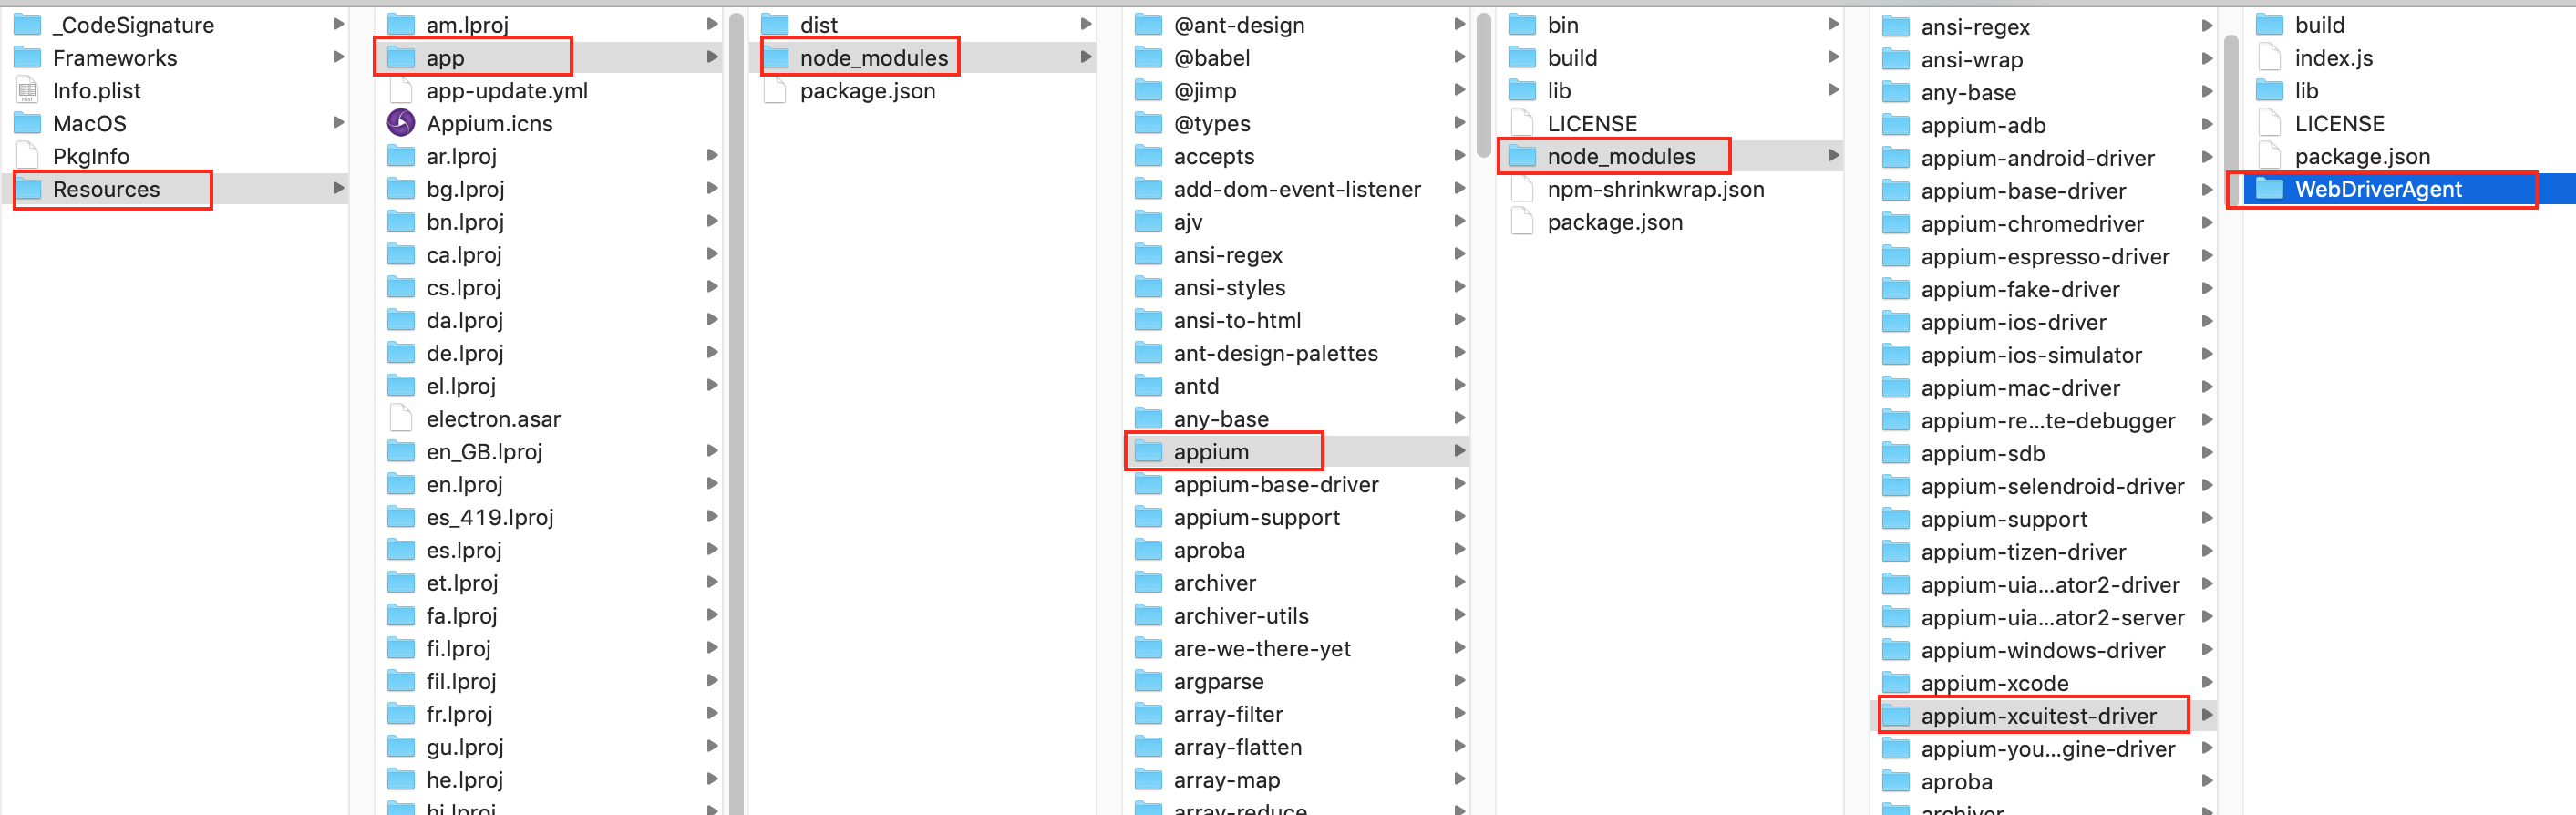 _CodeSignature
Frameworks
Info.plist
MacOS
PkgInfo
Resources
am.lproj
app
app-update.yml
Appium.icns
ar.lproj
bg.lproj
bn.lproj
ca.lproj
cs.lproj
da.lproj
de.lproj
el.lproj
electron.asar
en_GB.lproj
en.lproj
es_419.lproj
es.lproj
et.lproj
fa.lproj
fi.lproj
fil.lproj
fr.lproj
gu.lproj
he.lproj
hi.lproj
dist
node_modules
package.json
@ant-design
@babel
@jimp
@types
accepts
add-dom-event-listener
ajv
ansi-regex
ansi-styles
ansi-to-html
ant-design-palettes
antd
any-base
appium
appium-base-driver
appium-support
aproba
archiver
archiver-utils
are-we-there-yet
argparse
array-filter
array-flatten
array-map
array-reduce
bin
build
lib
LICENSE
node_modules
npm-shrinkwrap.json
package.json
ansi-regex
ansi-wrap
any-base
appium-adb
appium-android-driver
appium-base-driver
appium-chromedriver
appium-espresso-driver
appium-fake-driver
appium-ios-driver
appium-ios-simulator
appium-mac-driver
appium-re...te-debugger
appium-sdb
appium-selendroid-driver
appium-support
appium-tizen-driver
appium-uia...ator2-driver
appium-uia...ator2-server
appium-windows-driver
appium-xcode
appium-xcuitest-driver
appium-you...gine-driver
aproba
archiver
build
index.js
lib
LICENSE
package.json
WebDriverAgent